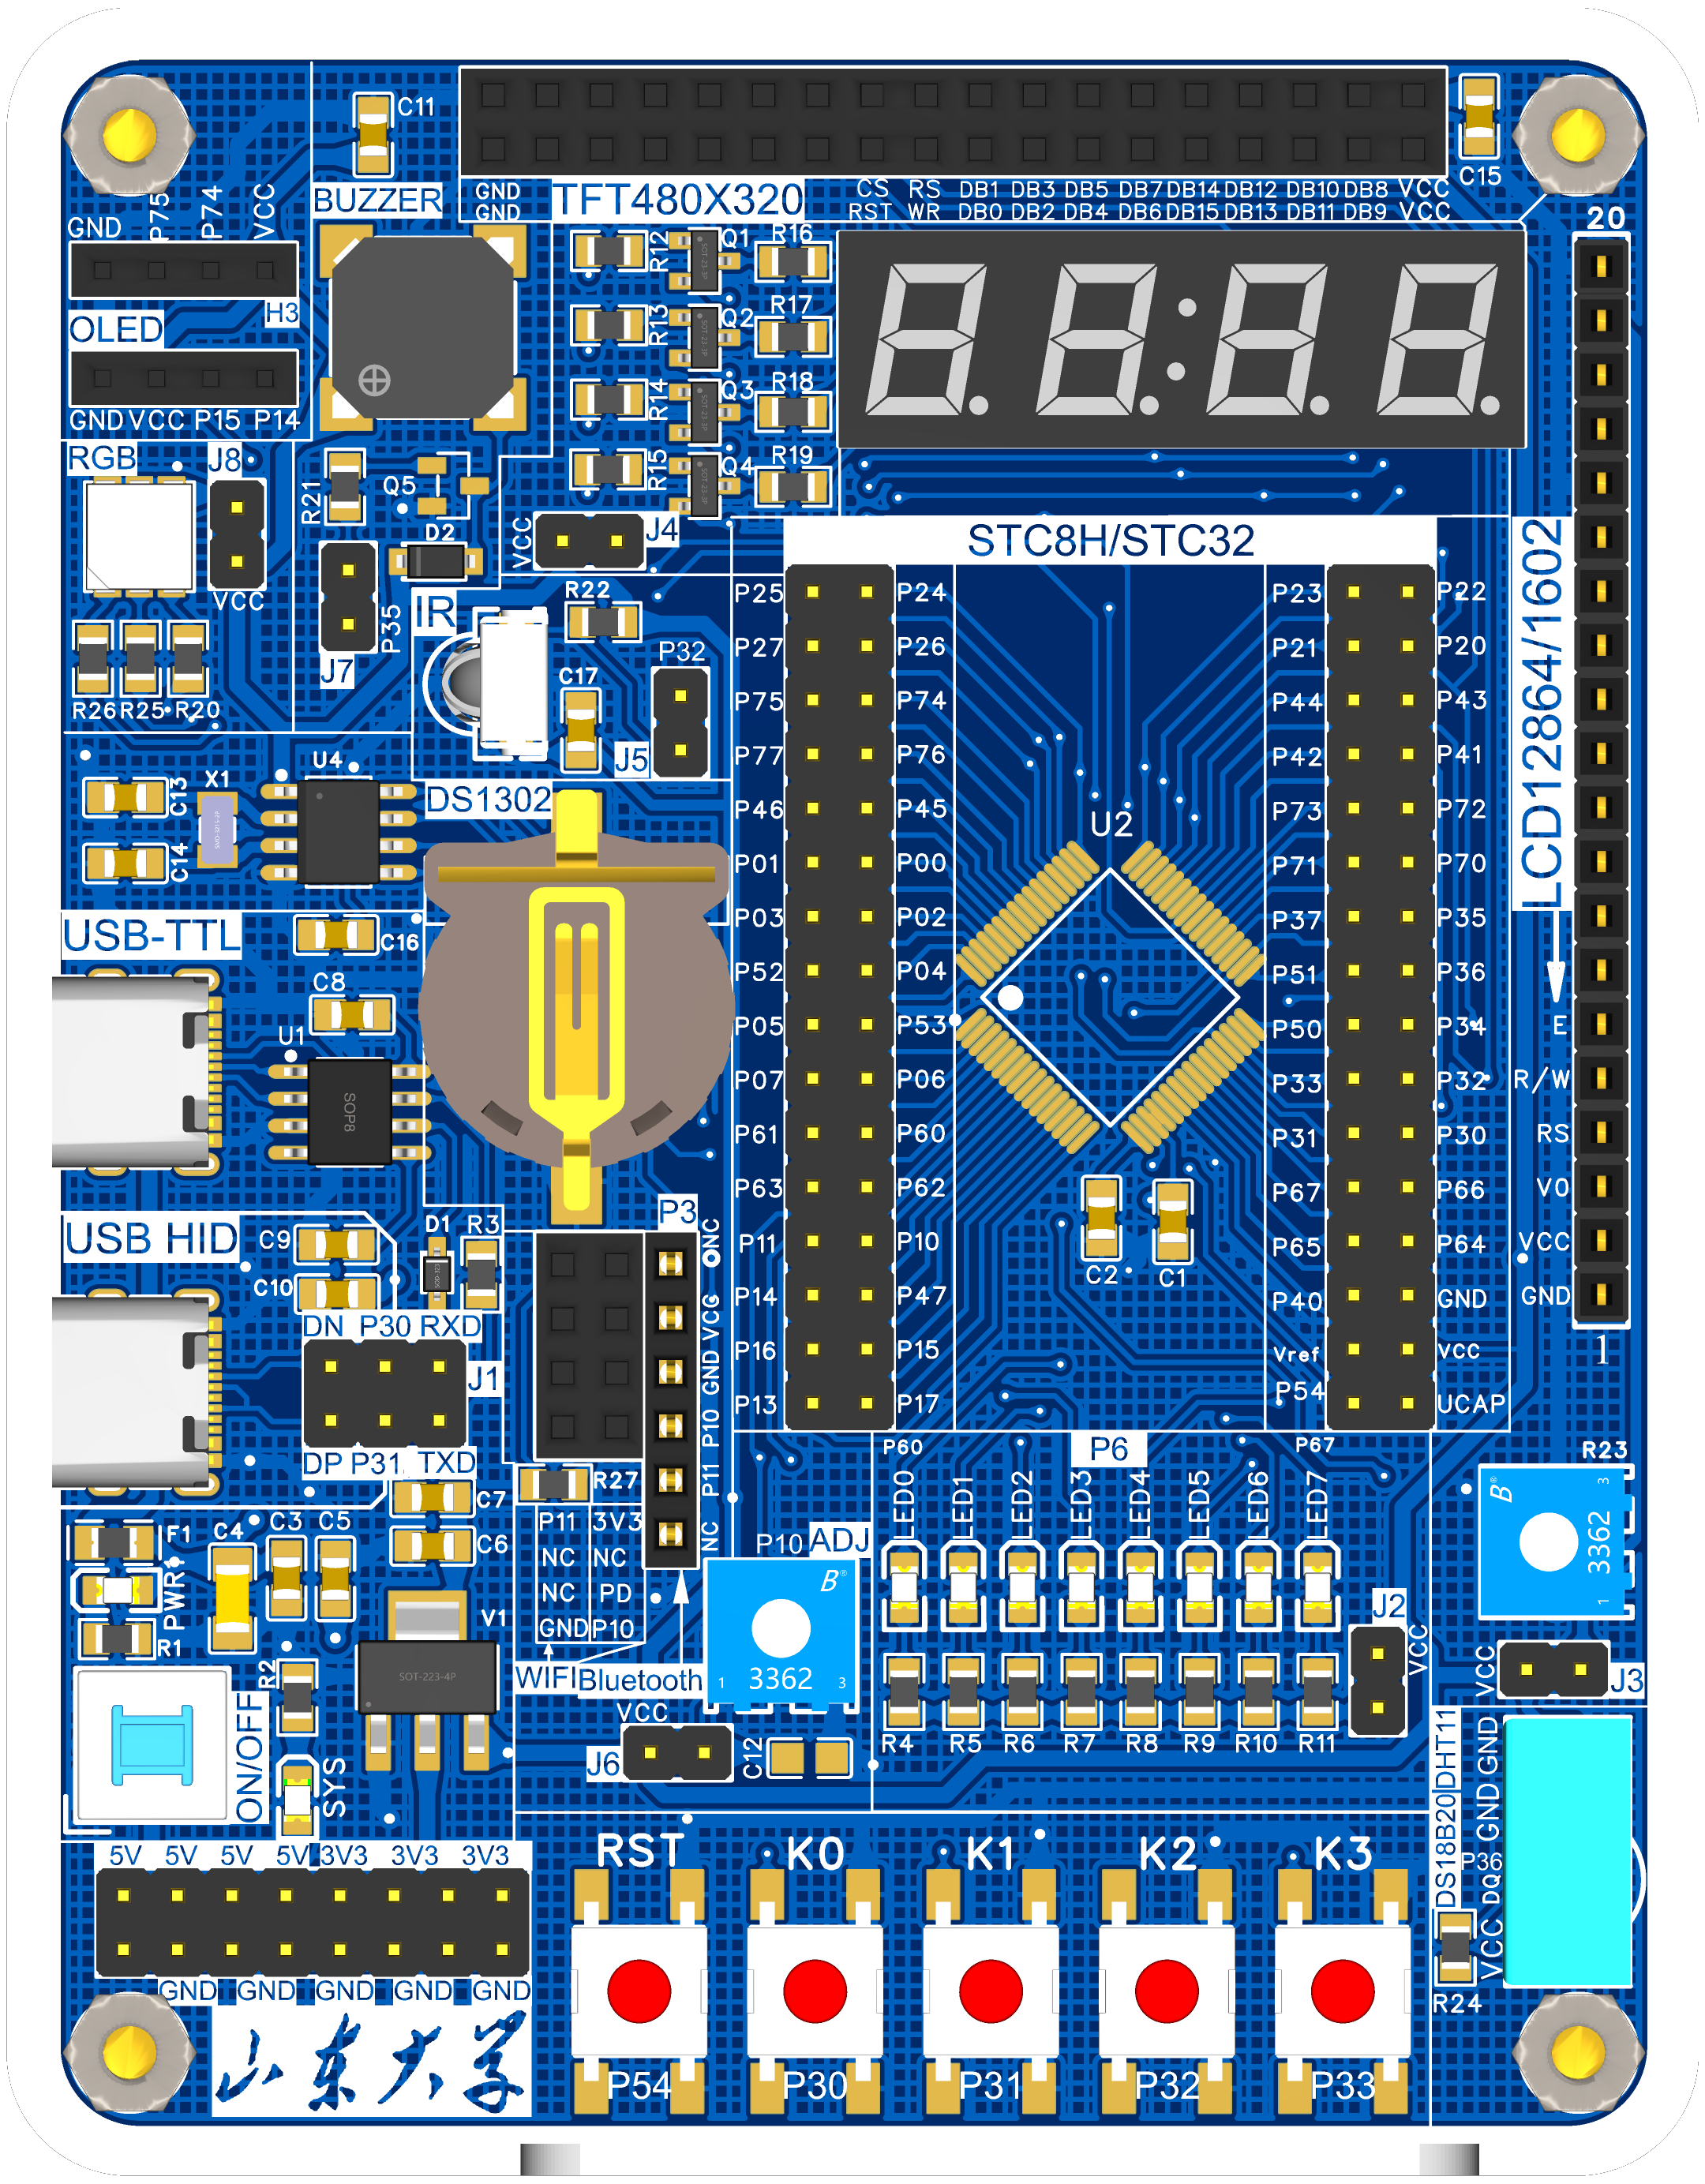 C11
C15
GND P75 P74 VCC
BUZZER
GND
GND
TFT480X320
CS RS DB1 DB3 DB5 DB7 DB14 DB12 DB10 DB8 VCC
RST WR DB0 DB2 DB4 DB6 DB15 DB13 DB11 DB9 VCC
20
H3
OLED
GND VCC P15 P14
R12 Q1 R16
R13 Q2 R17
R14 Q3 R18
R15 Q4 R19
RGB
J8
VCC
R21
Q5
D2
VCC J4
J7
P35
R26 R25 R20
IR
R22
C17
P32
J5
STC8H/STC32
LCD12864/1602
P25 P24 P23 P22
P27 P26 P21 P20
P75 P74 P44 P43
P77 P76 P42 P41
P46 P45 P73 P72
P01 P00 P71 P70
P03 P02 P37 P35
P52 P04 P51 P36
P05 P53 P50 P34
P07 P06 P33 P32
P61 P60 P31 P30
P63 P62 P67 P66
P11 P10 P65 P64
P14 P47 P40 GND
P16 P15 Vref VCC
P13 P17 P54 UCAP
U2
C2 C1
E
R/W
RS
V0
VCC
GND
1
C13
C14
X1
U4
DS1302
USB-TTL
C16
C8
U1
SOP8
USB HID
C9
C10
D1
R3
DN P30 RXD
J1
DP P31 TXD
P3
NC
VCC
GND
P10
P11
NC
R27
C7
C6
P11 3V3
NC NC
NC PD
GND P10
WIFI Bluetooth
F1
C4 C3 C5
PWR
R1
V1
SOT-223-4P
R2
ON/OFF
SYS
P10 ADJ
B®
1 3362 3
VCC
J6
C12
P60 P6 P67
LED0 LED1 LED2 LED3 LED4 LED5 LED6 LED7
R4 R5 R6 R7 R8 R9 R10 R11
J2
VCC
R23
B®
3
3362
1
VCC J3
DS18B20 DHT11
GND
GND
P36
DQ
VCC
R24
5V 5V 5V 5V 3V3 3V3 3V3
GND GND GND GND GND
山东大学
RST K0 K1 K2 K3
P54 P30 P31 P32 P33